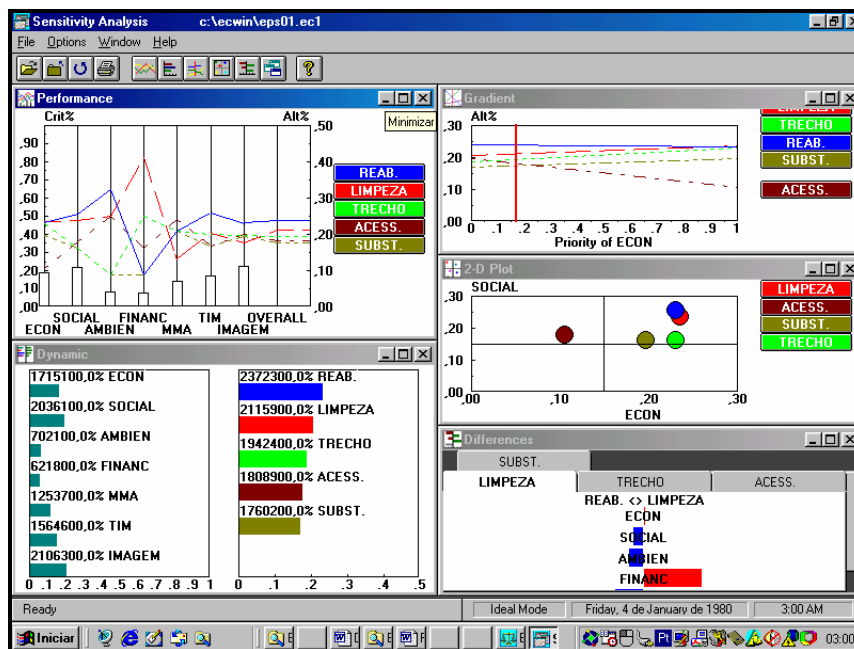 Sensitivity Analysis c:\ecwin\eps01.ec1
File Options Window Help
Performance
Crit% Alt%
Minimizar
.90
.80
.70
.60
.50
.40
.30
.20
.10
.00
.50
.40
.30
.20
.10
.00
REAB.
LIMPEZA
TRECHO
ACESS.
SUBST.
SOCIAL FINANC TIM OVERALL
ECON AMBIEN MMA IMAGEM
Gradient
Alt%
.30
.20
.10
.00
0 .1 .2 .3 .4 .5 .6 .7 .8 .9 1
Priority of ECON
LIMPEZA
TRECHO
REAB.
SUBST.
ACESS.
2-D Plot
SOCIAL
.30
.20
.10
.00
.00 .10 .20 .30
ECON
LIMPEZA
ACESS.
SUBST.
TRECHO
Dynamic
1715100,0% ECON
2036100,0% SOCIAL
702100,0% AMBIEN
621800,0% FINANC
1253700,0% MMA
1564600,0% TIM
2106300,0% IMAGEM
0 .1 .2 .3 .4 .5 .6 .7 .8 .9 1
2372300,0% REAB.
2115900,0% LIMPEZA
1942400,0% TRECHO
1808900,0% ACESS.
1760200,0% SUBST.
0 .1 .2 .3 .4 .5
Differences
SUBST.
LIMPEZA TRECHO ACESS.
REAB. <> LIMPEZA
ECON
SOCIAL
AMBIEN
FINANC
Ready Ideal Mode Friday, 4 de January de 1980 3:00 AM
Iniciar Pt 03:00